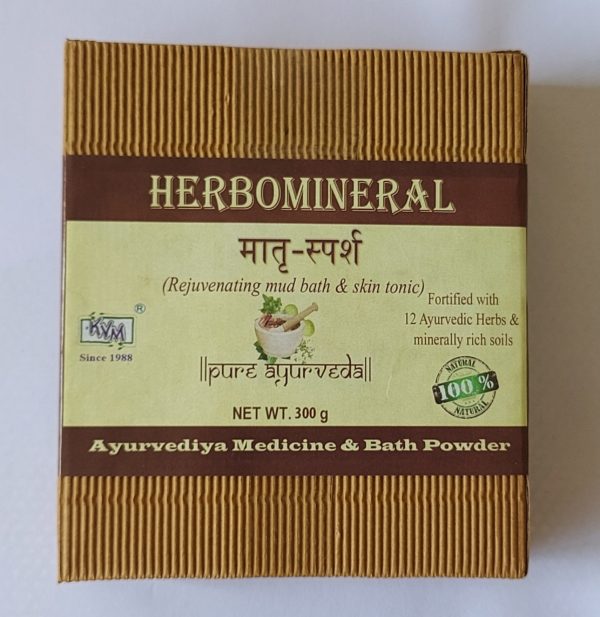 HERBOMINERAL
मातृ-स्पर्श
(Rejuvenating mud bath & skin tonic)
Fortified with
12 Ayurvedic Herbs &
minerally rich soils
KVM ®
Since 1988
||pure ayurveda||
NATURAL
100 %
NATURAL
NET WT. 300 g
Ayurvediya Medicine & Bath Powder